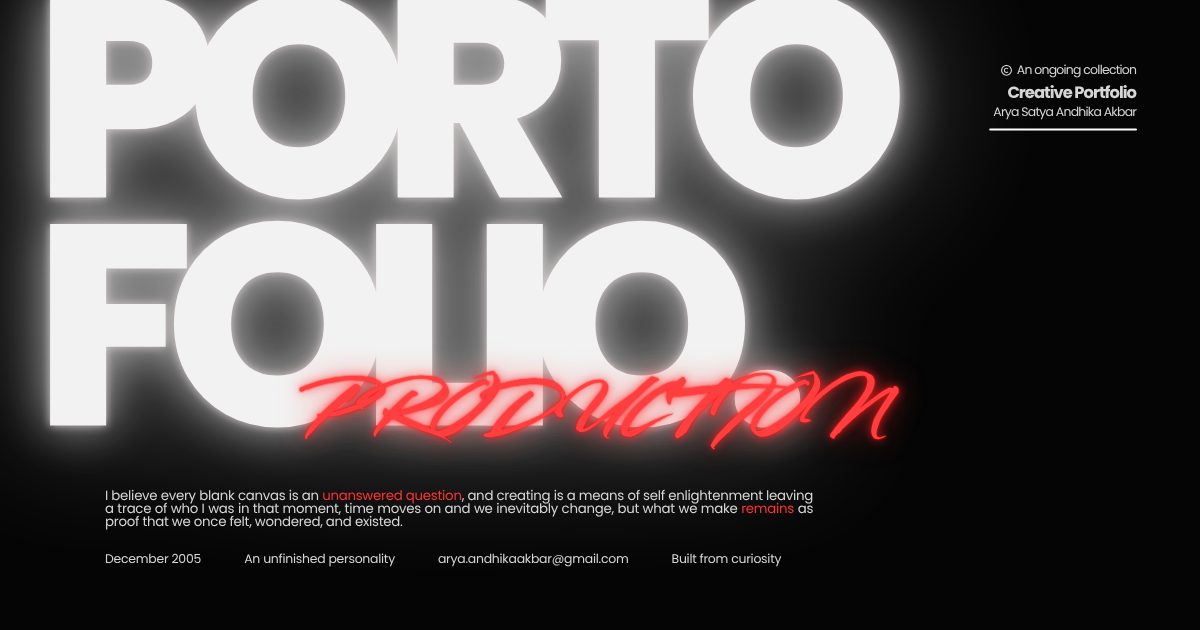 PORTO
FOLIO.
PRODUCTION
© An ongoing collection
Creative Portfolio
Arya Satya Andhika Akbar
I believe every blank canvas is an unanswered question, and creating is a means of self enlightenment leaving
a trace of who I was in that moment, time moves on and we inevitably change, but what we make remains as
proof that we once felt, wondered, and existed.
December 2005
An unfinished personality
arya.andhikaakbar@gmail.com
Built from curiosity